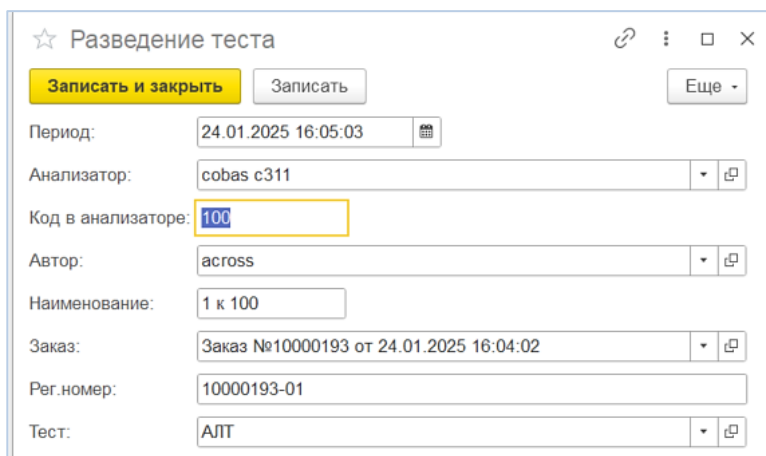 Разведение теста
Записать и закрыть Записать Еще
Период: 24.01.2025 16:05:03
Анализатор: cobas c311
Код в анализаторе: 100
Автор: across
Наименование: 1 к 100
Заказ: Заказ №10000193 от 24.01.2025 16:04:02
Рег.номер: 10000193-01
Тест: АЛТ